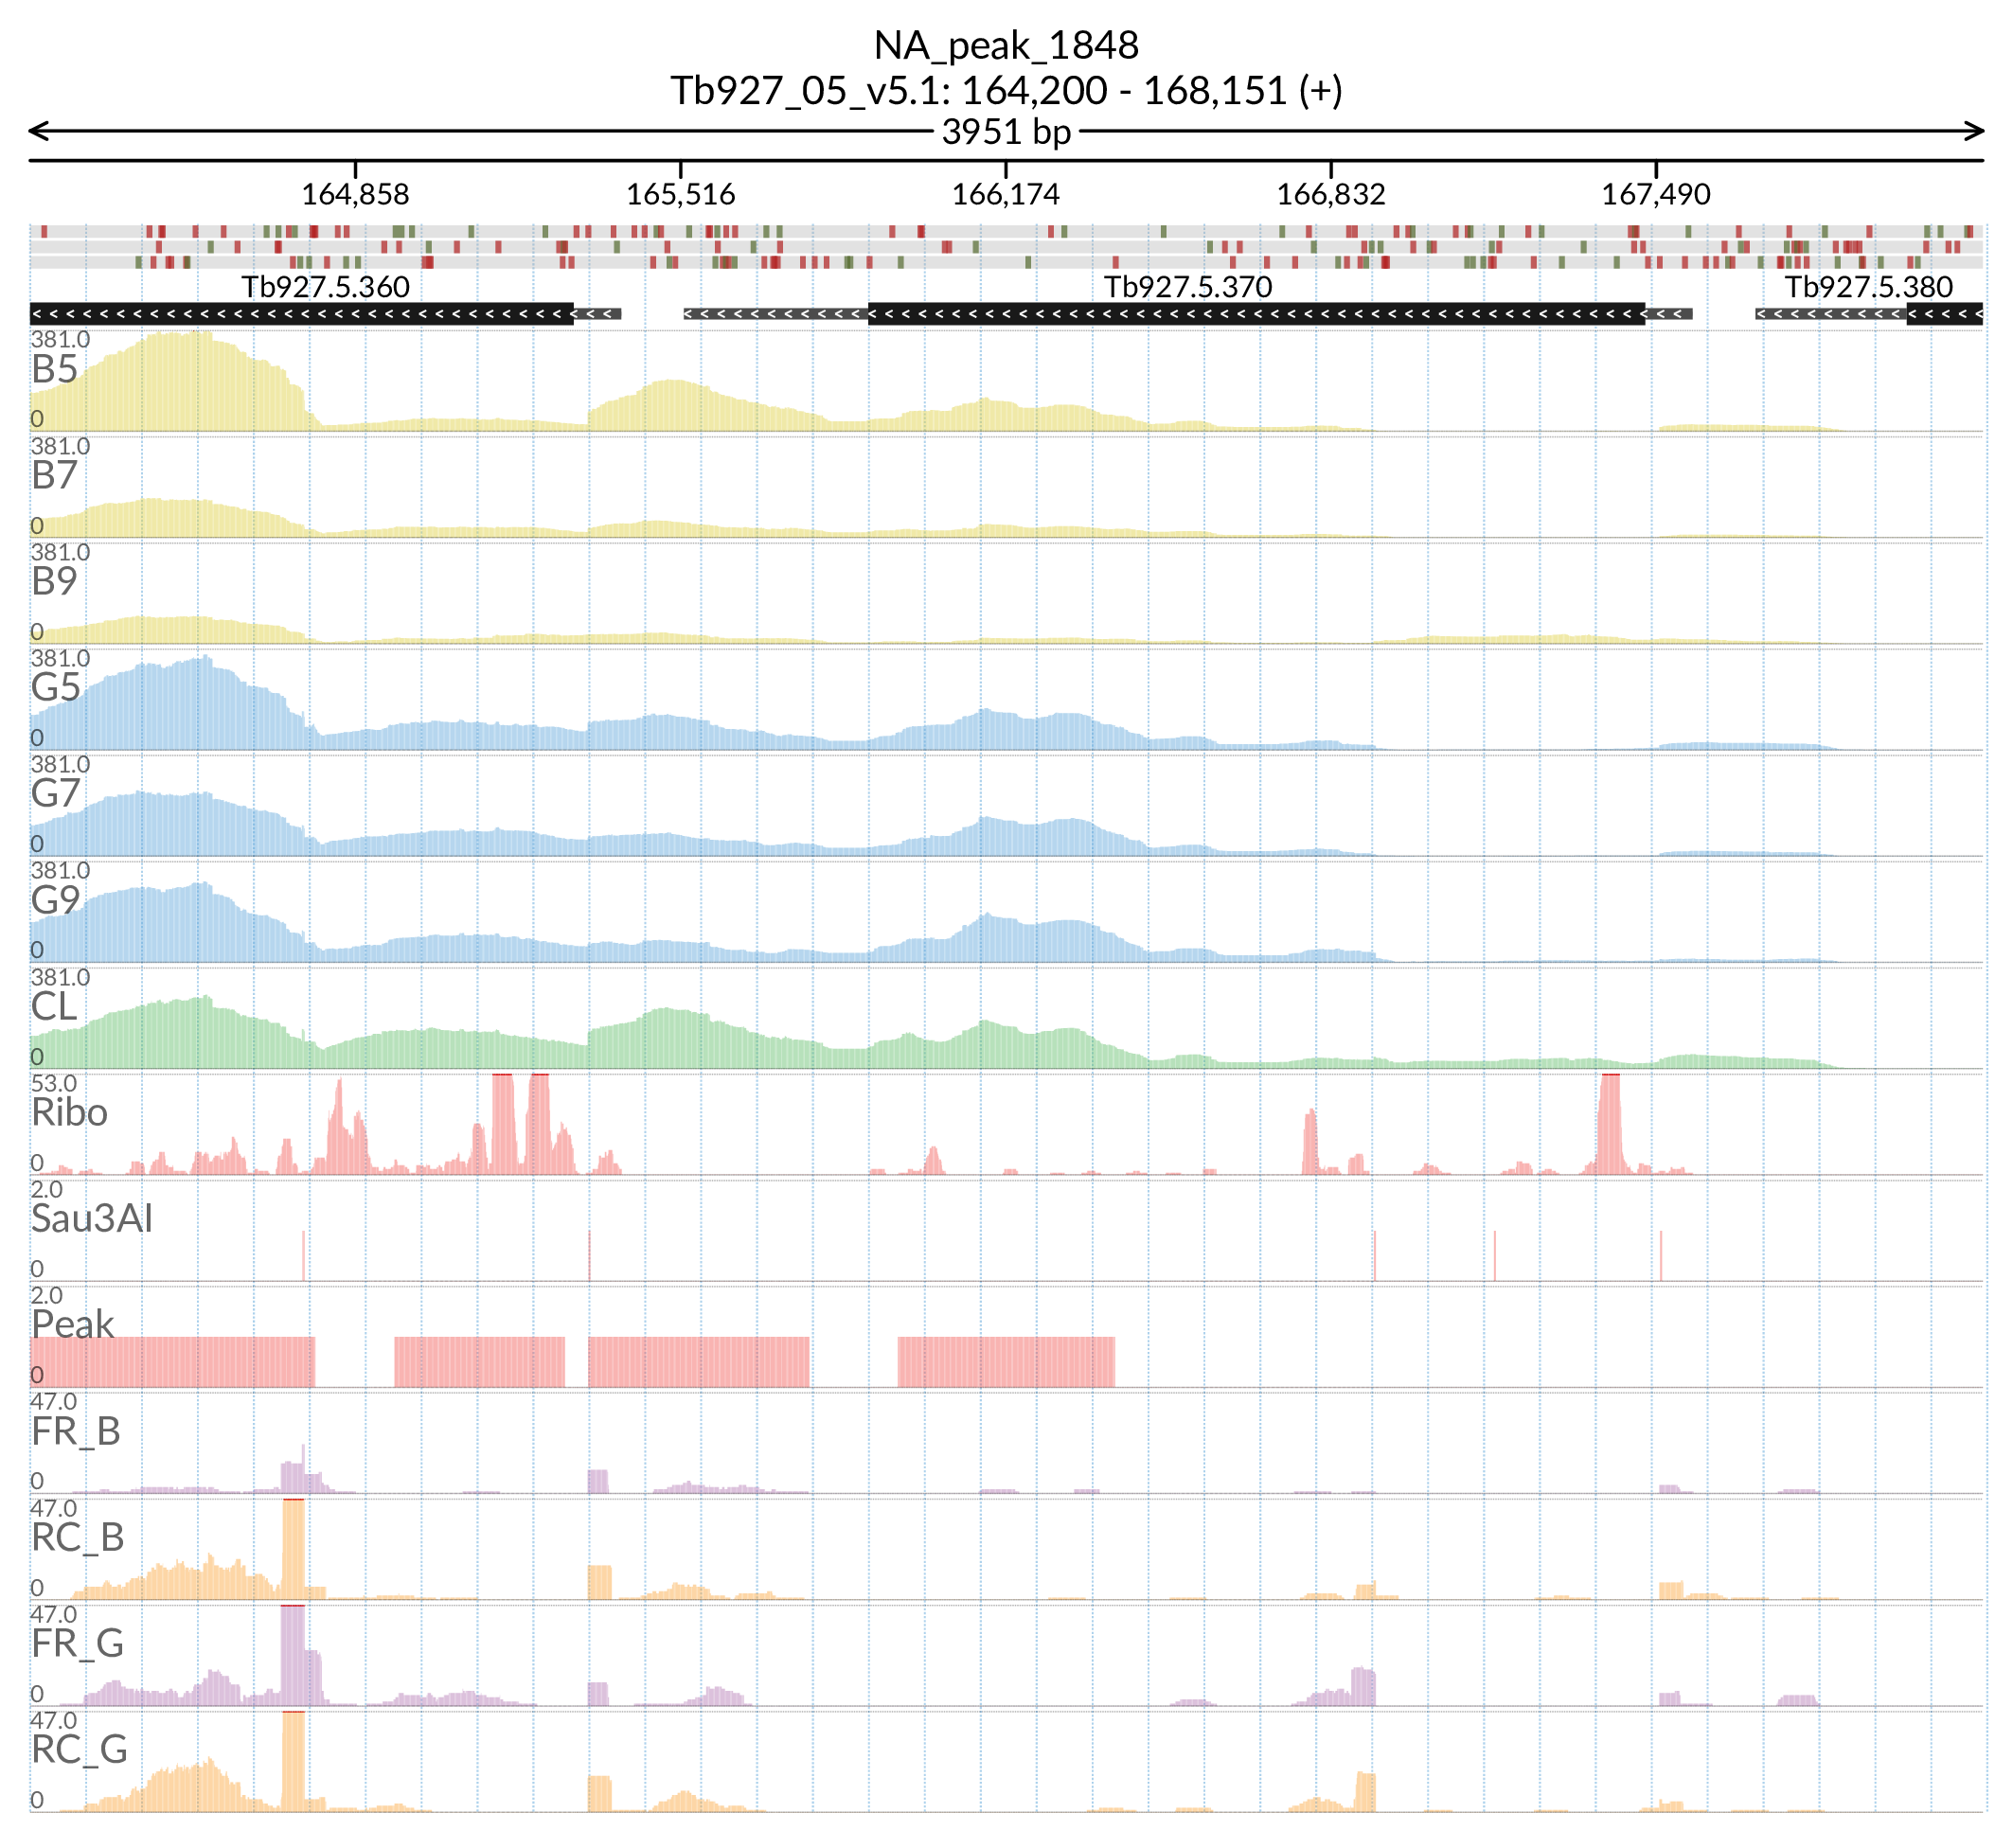 NA_peak_1848
Tb927_05_v5.1: 164,200 - 168,151 (+)
3951 bp
164,858 165,516 166,174 166,832 167,490
Tb927.5.360 Tb927.5.370 Tb927.5.380
381.0
B5
0
381.0
B7
0
381.0
B9
0
381.0
G5
0
381.0
G7
0
381.0
G9
0
381.0
CL
0
53.0
Ribo
0
2.0
Sau3AI
0
2.0
Peak
0
47.0
FR_B
0
47.0
RC_B
0
47.0
FR_G
0
47.0
RC_G
0